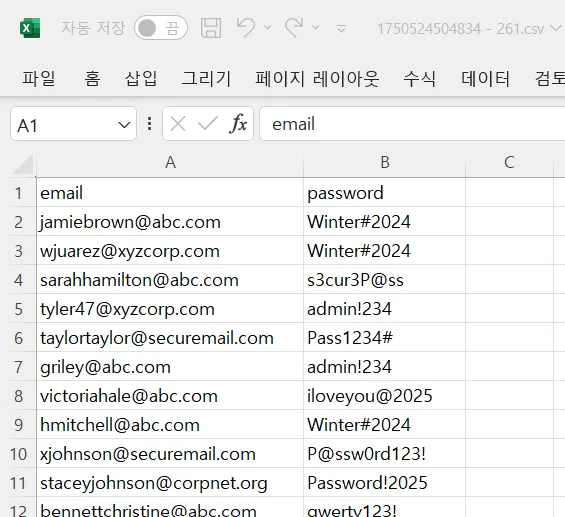 자동 저장 끔 1750524504834 - 261.csv
파일 홈 삽입 그리기 페이지 레이아웃 수식 데이터 검토
A1 fx email
A B C
1 email password
2 jamiebrown@abc.com Winter#2024
3 wjuarez@xyzcorp.com Winter#2024
4 sarahhamilton@abc.com s3cur3P@ss
5 tyler47@xyzcorp.com admin!234
6 taylortaylor@securemail.com Pass1234#
7 griley@abc.com admin!234
8 victoriahale@abc.com iloveyou@2025
9 hmitchell@abc.com Winter#2024
10 xjohnson@securemail.com P@ssw0rd123!
11 staceyjohnson@corpnet.org Password!2025
12 bennettchristine@abc.com qwerty123!